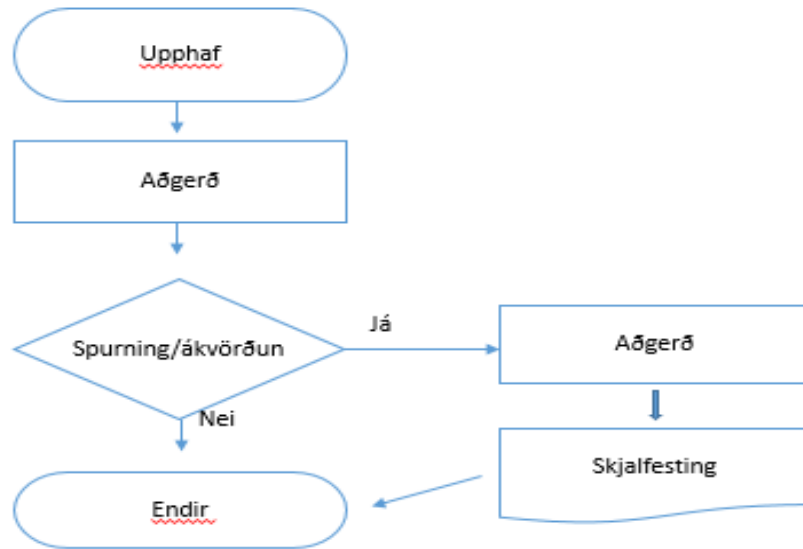 Upphaf
Aðgerð
Spurning/ákvörðun
Já
Aðgerð
Nei
Skjalfesting
Endir